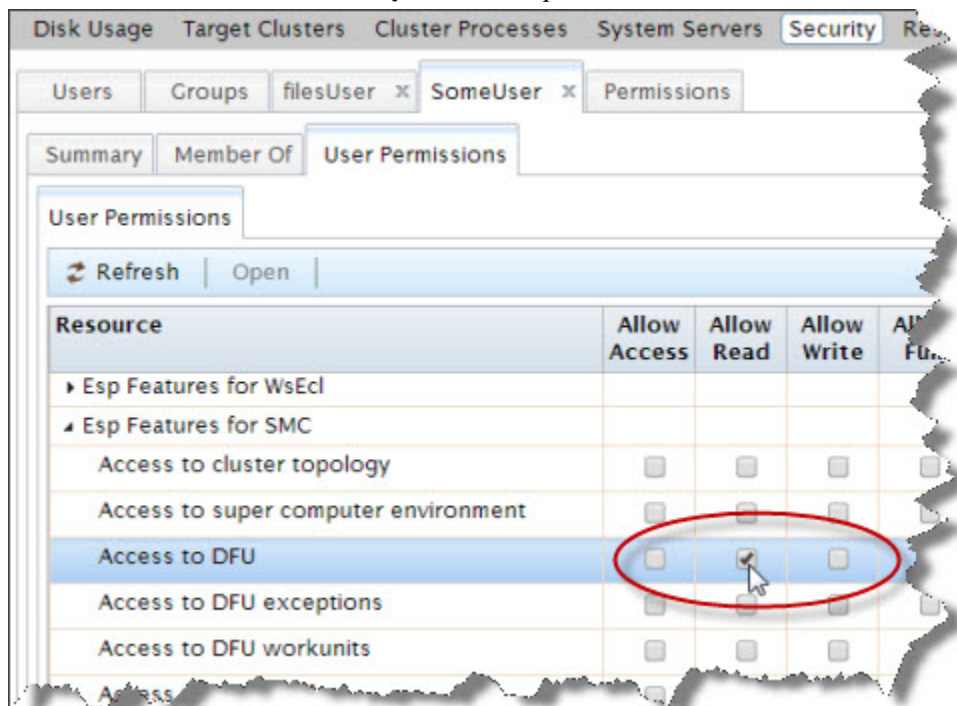 Disk Usage Target Clusters Cluster Processes System Servers Security
Users Groups filesUser x SomeUser x Permissions
Summary Member Of User Permissions
User Permissions
Refresh Open
Resource Allow Access Allow Read Allow Write
Esp Features for WsEcl
Esp Features for SMC
Access to cluster topology
Access to super computer environment
Access to DFU
Access to DFU exceptions
Access to DFU workunits
Access